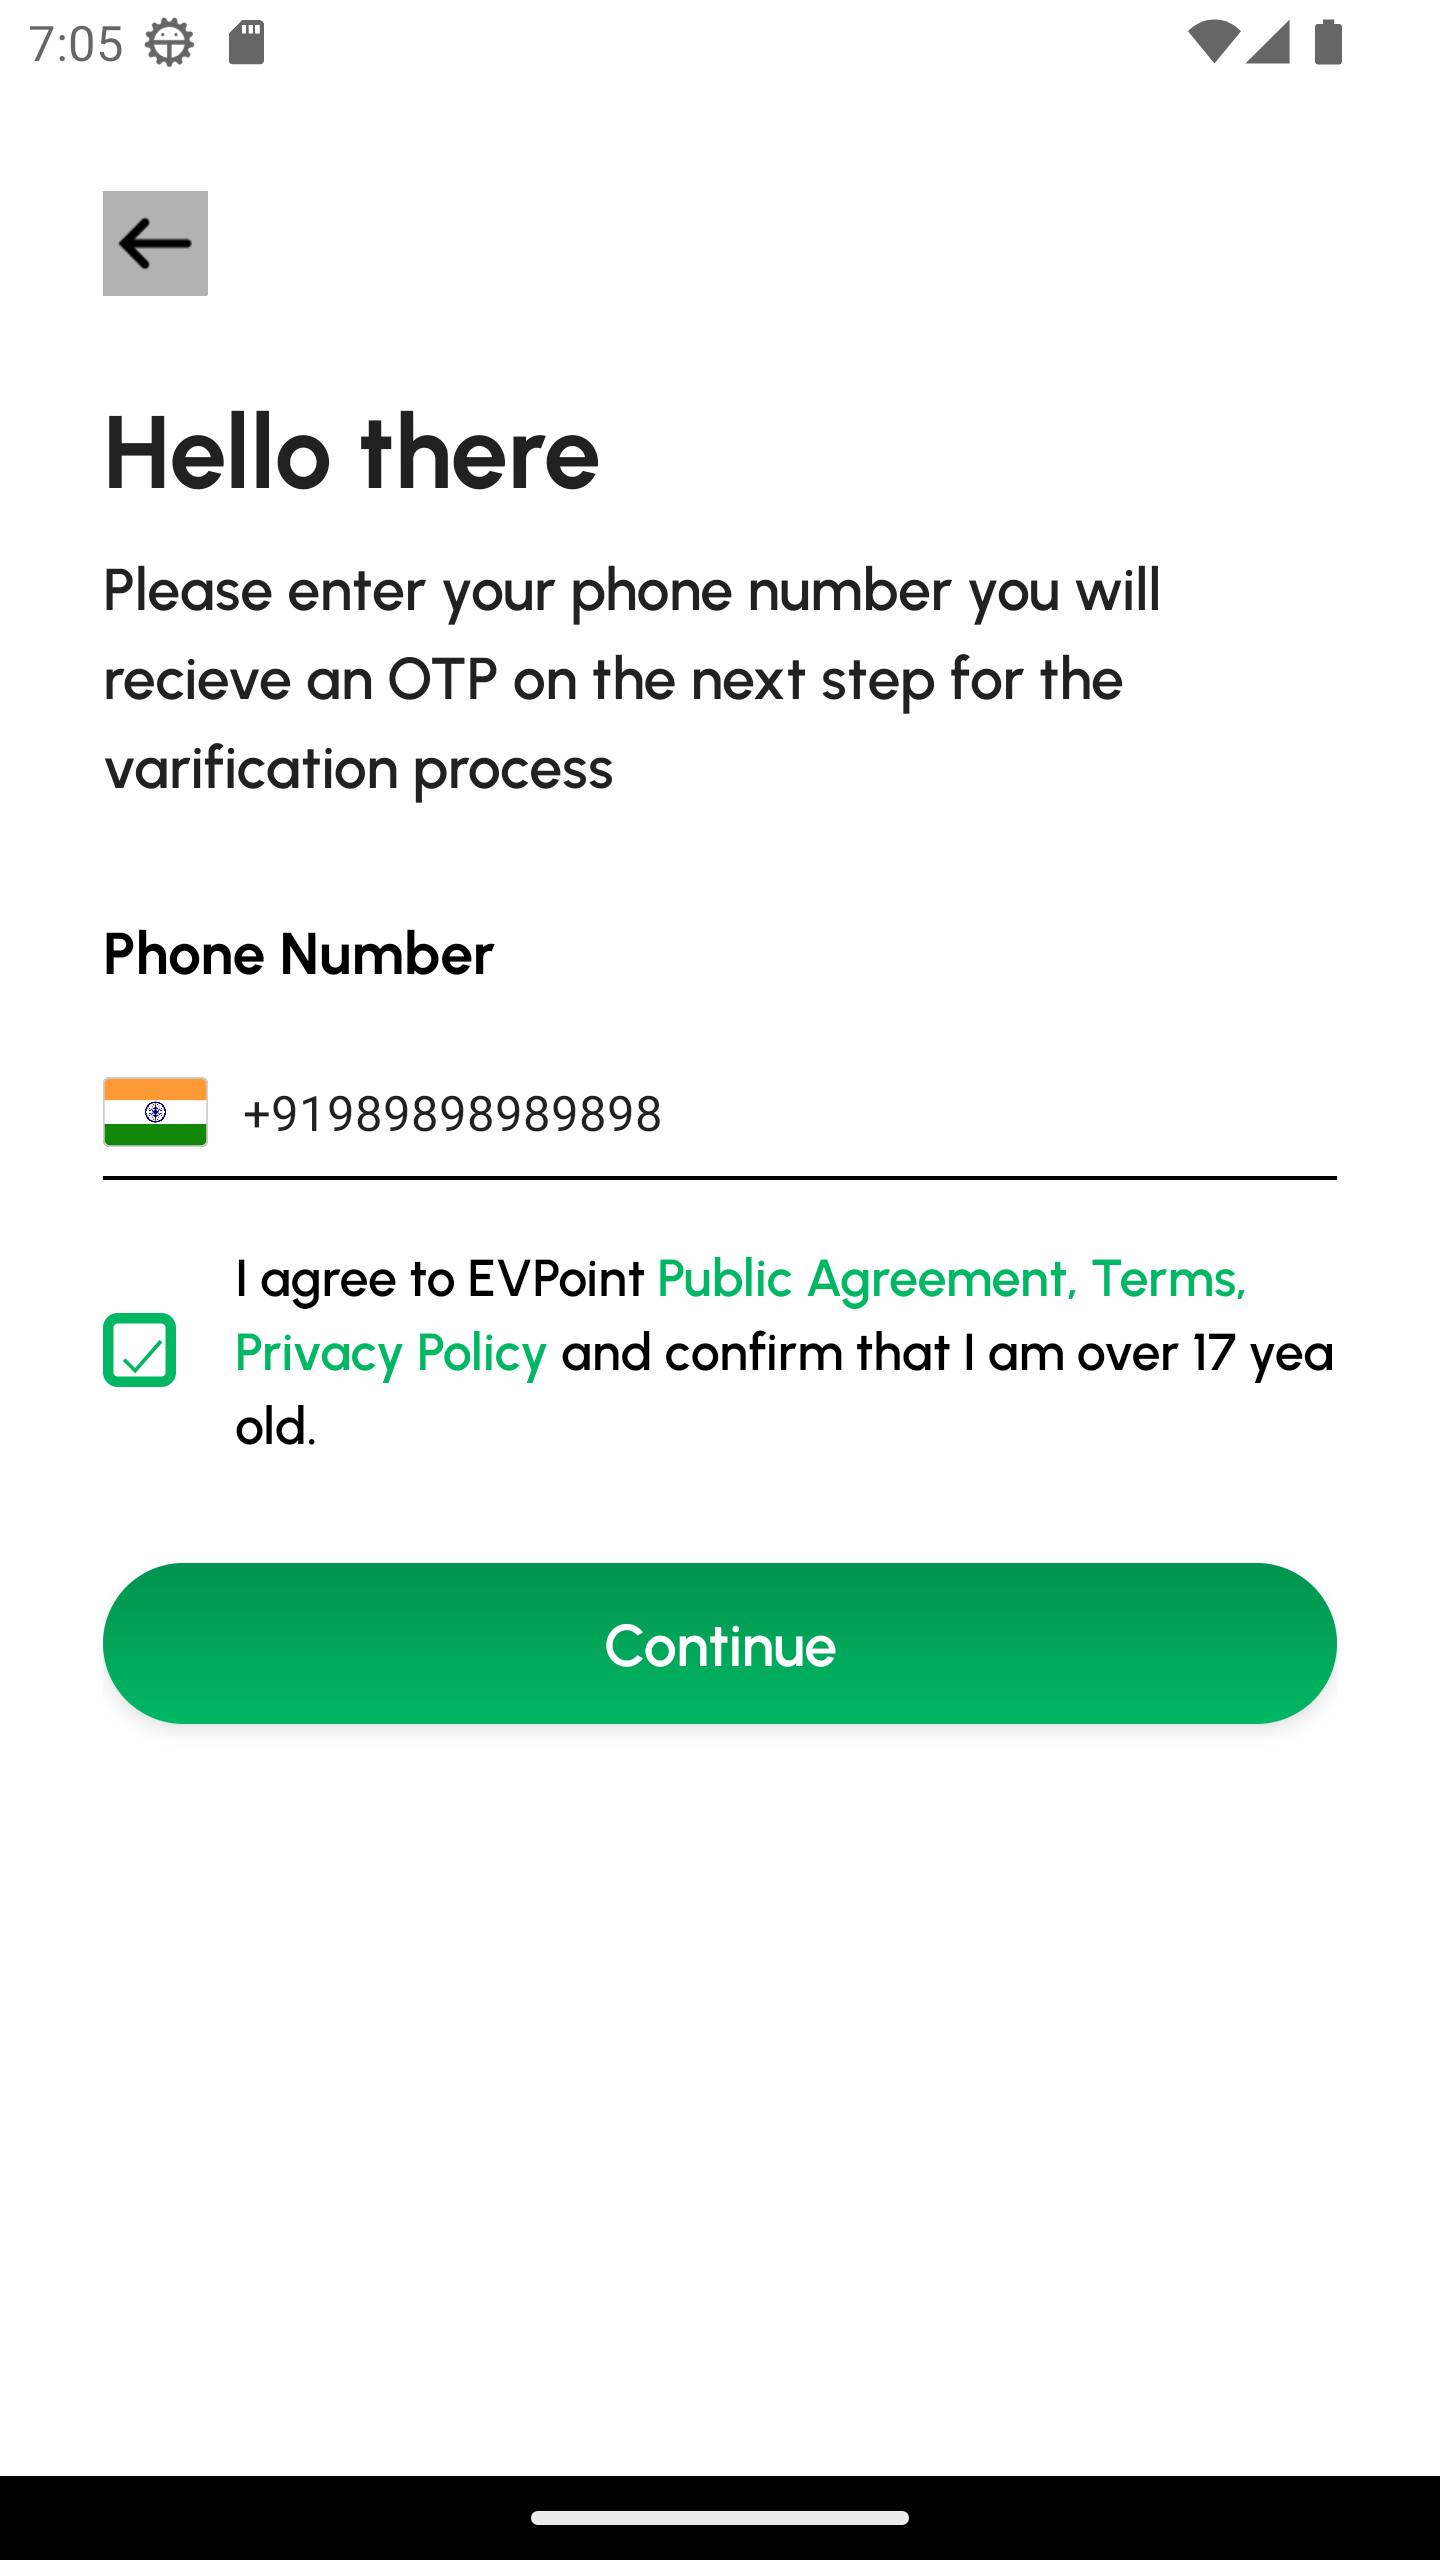 7:05
Hello there
Please enter your phone number you will
recieve an OTP on the next step for the
varification process
Phone Number
+919898989898​98
I agree to EVPoint Public Agreement, Terms,
Privacy Policy and confirm that I am over 17 yea
old.
Continue